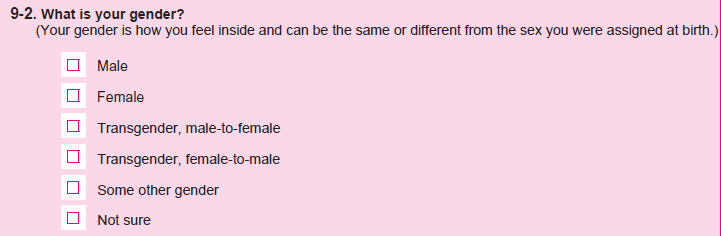 9-2. What is your gender?
(Your gender is how you feel inside and can be the same or different from the sex you were assigned at birth.)
Male
Female
Transgender, male-to-female
Transgender, female-to-male
Some other gender
Not sure